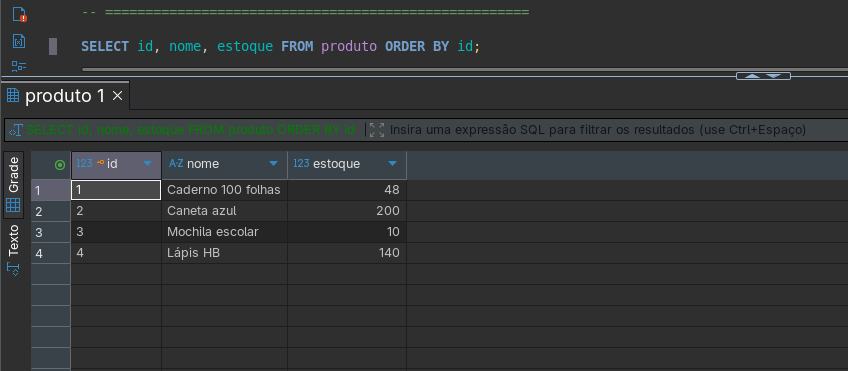 -- ====================================================
SELECT id, nome, estoque FROM produto ORDER BY id;
produto 1 ×
SELECT id, nome, estoque FROM produto ORDER BY id Insira uma expressão SQL para filtrar os resultados (use Ctrl+Espaço)
Grade
Texto
123 id A-Z nome 123 estoque
1 1 Caderno 100 folhas 48
2 2 Caneta azul 200
3 3 Mochila escolar 10
4 4 Lápis HB 140